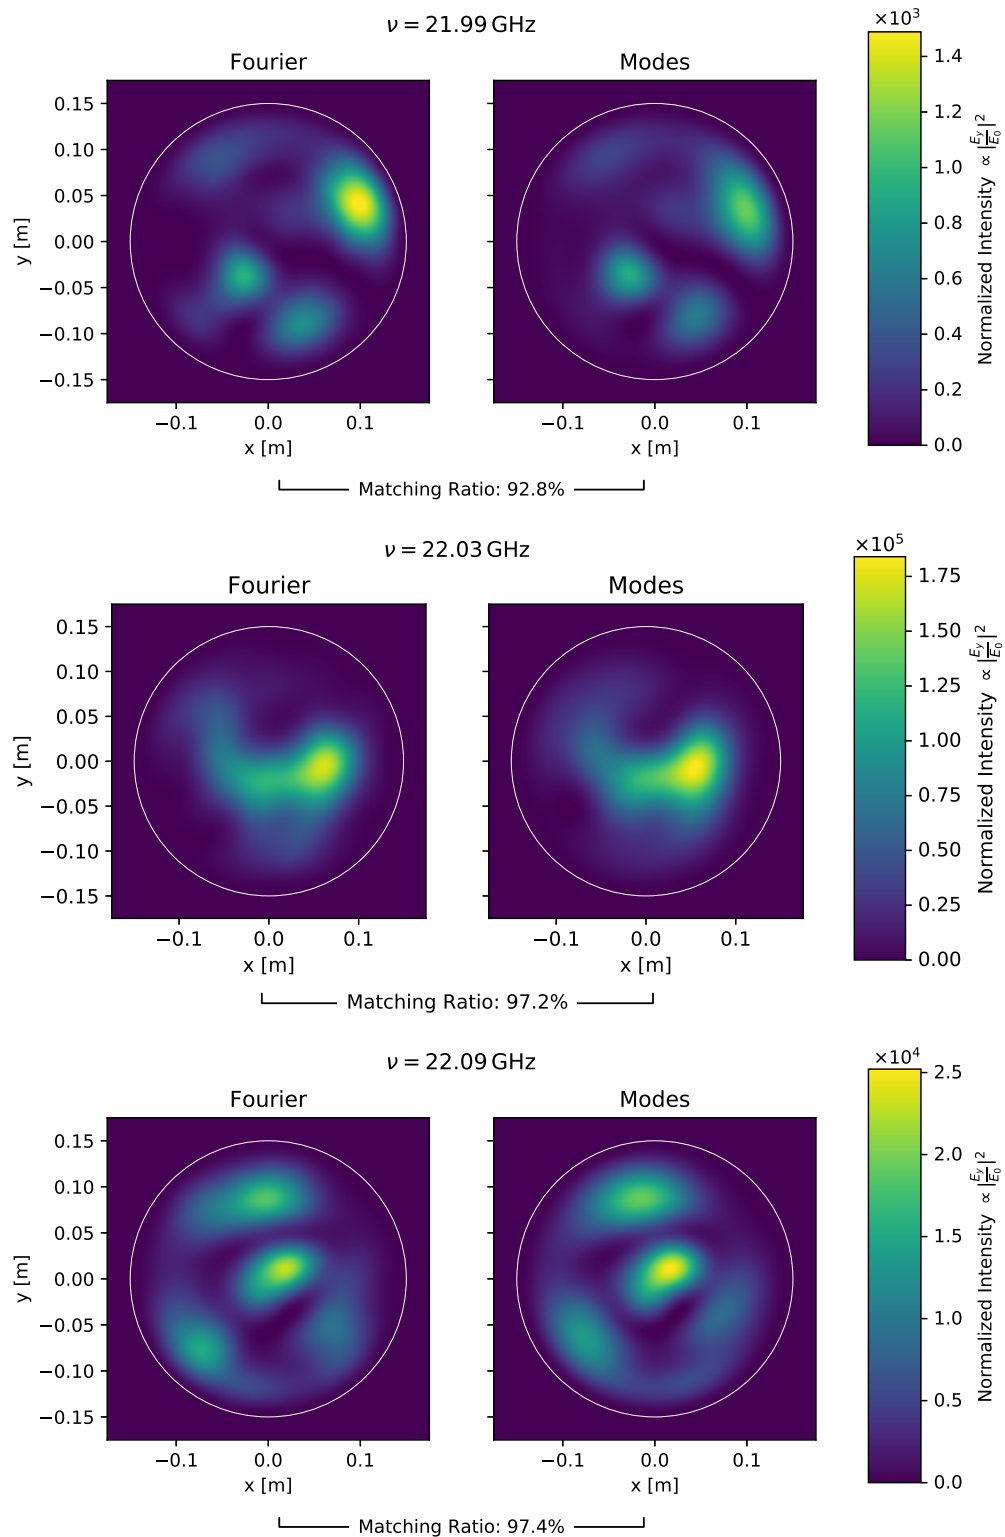 ν = 21.99 GHz
Fourier
Modes
×10³
0.15
0.10
0.05
0.00
−0.05
−0.10
−0.15
y [m]
−0.1 0.0 0.1
x [m]
−0.1 0.0 0.1
x [m]
1.4
1.2
1.0
0.8
0.6
0.4
0.2
0.0
Normalized Intensity ∝ |E_y/E_0|²
Matching Ratio: 92.8%
ν = 22.03 GHz
Fourier
Modes
×10⁵
0.15
0.10
0.05
0.00
−0.05
−0.10
−0.15
y [m]
−0.1 0.0 0.1
x [m]
−0.1 0.0 0.1
x [m]
1.75
1.50
1.25
1.00
0.75
0.50
0.25
0.00
Normalized Intensity ∝ |E_y/E_0|²
Matching Ratio: 97.2%
ν = 22.09 GHz
Fourier
Modes
×10⁴
0.15
0.10
0.05
0.00
−0.05
−0.10
−0.15
y [m]
−0.1 0.0 0.1
x [m]
−0.1 0.0 0.1
x [m]
2.5
2.0
1.5
1.0
0.5
0.0
Normalized Intensity ∝ |E_y/E_0|²
Matching Ratio: 97.4%